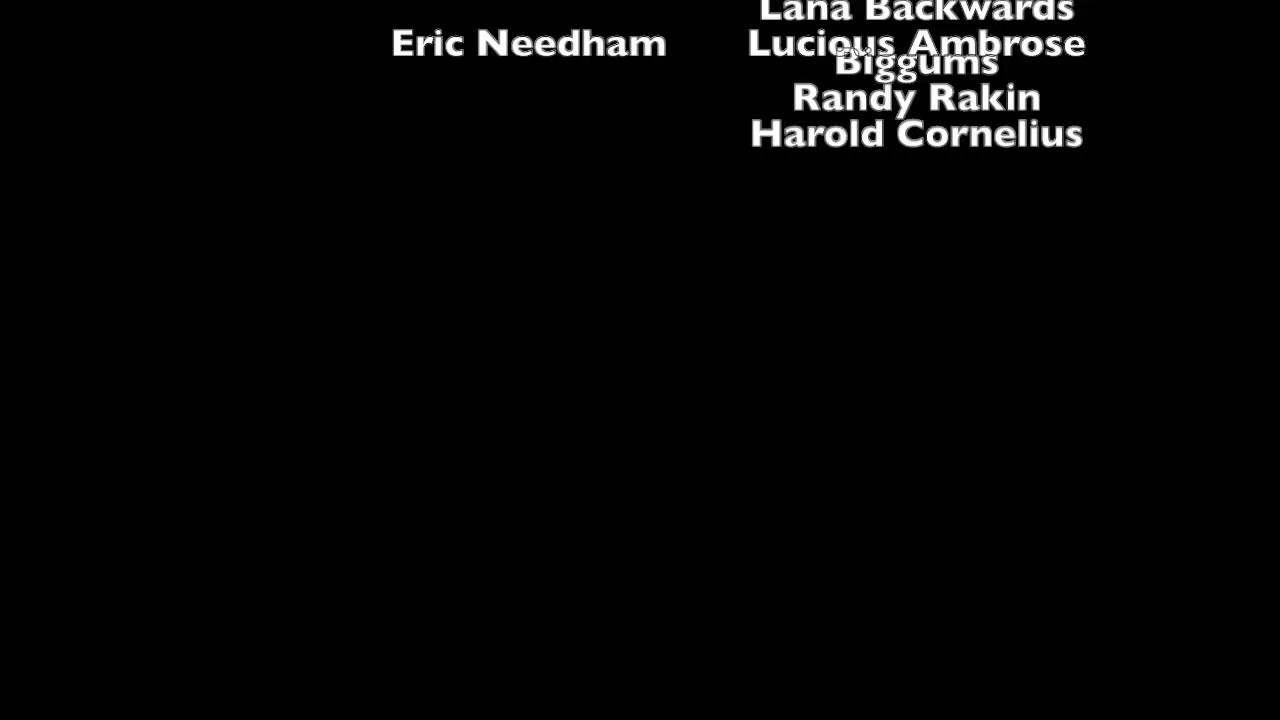 Lana Backwards
Eric Needham Lucious Ambrose
Biggums
Randy Rakin
Harold Cornelius